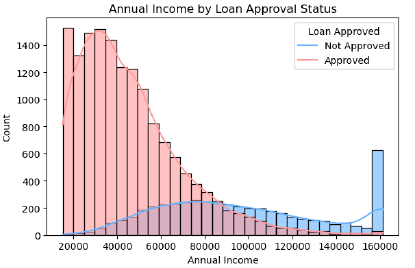 Annual Income by Loan Approval Status
Loan Approved
Not Approved
Approved
Count
1400
1200
1000
800
600
400
200
0
20000 40000 60000 80000 100000 120000 140000 160000
Annual Income